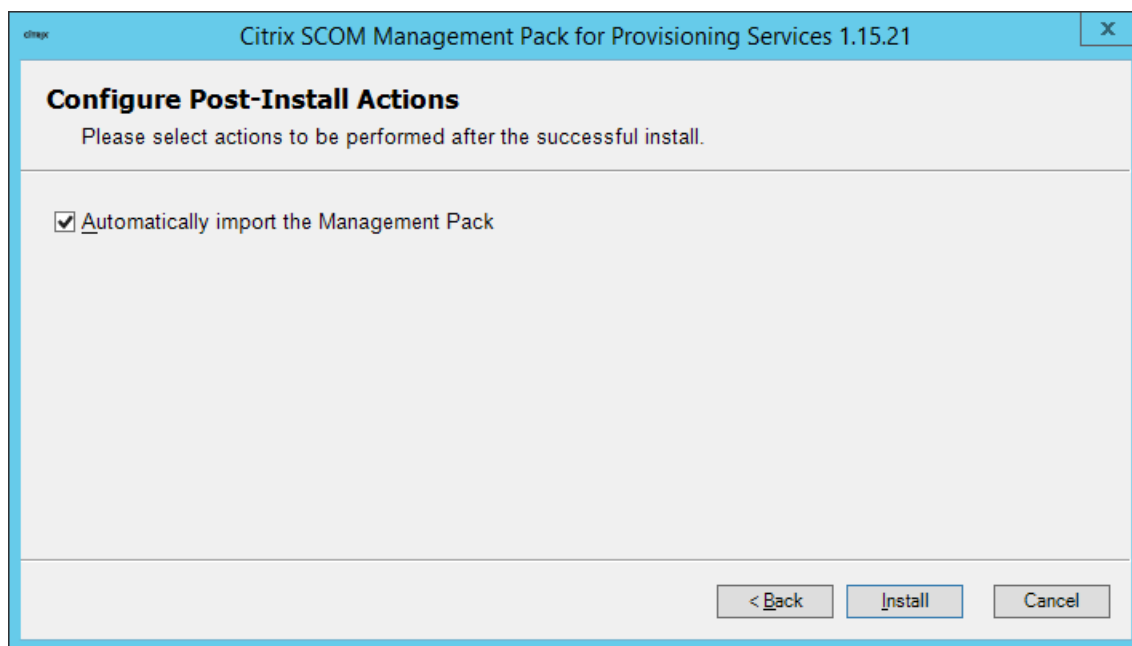 citrix
Citrix SCOM Management Pack for Provisioning Services 1.15.21
x
Configure Post-Install Actions
Please select actions to be performed after the successful install.
Automatically import the Management Pack
< Back
Install
Cancel